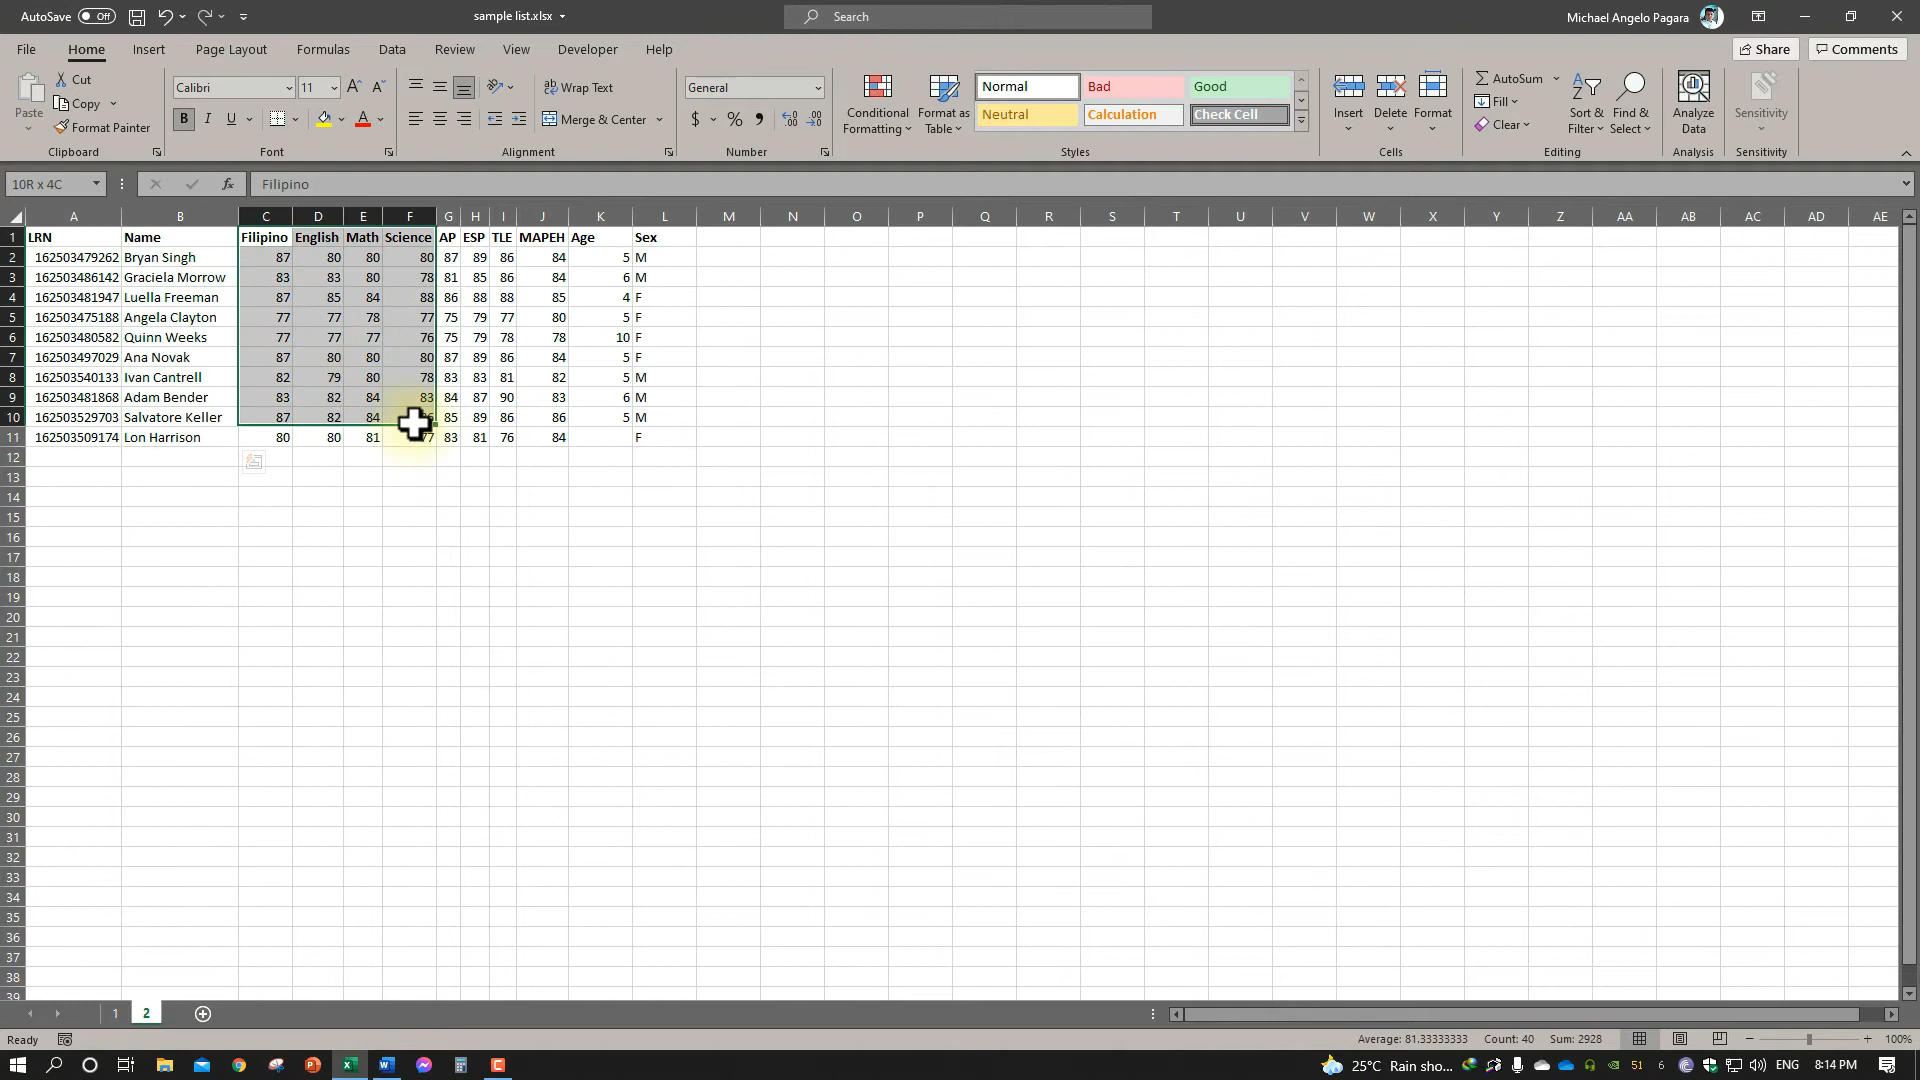 AutoSave Off sample list.xlsx Search Michael Angelo Pagara
File Home Insert Page Layout Formulas Data Review View Developer Help Share Comments
Paste Cut Copy Format Painter Clipboard
Calibri 11 A A B I U A Font
Wrap Text Merge & Center Alignment
General $ % Number
Conditional Formatting Format as Table Normal Bad Good Neutral Calculation Check Cell Styles
Insert Delete Format Cells
AutoSum Fill Clear Sort & Filter Find & Select Editing
Analyze Data Analysis
Sensitivity Sensitivity
10R x 4C fx Filipino
A B C D E F G H I J K L M N O P Q R S T U V W X Y Z AA AB AC AD AE
1 LRN Name Filipino English Math Science AP ESP TLE MAPEH Age Sex
2 162503479262 Bryan Singh 87 80 80 80 87 89 86 84 5 M
3 162503486142 Graciela Morrow 83 83 80 78 81 85 86 84 6 M
4 162503481947 Luella Freeman 87 85 84 88 86 88 88 85 4 F
5 162503475188 Angela Clayton 77 77 78 77 75 79 77 80 5 F
6 162503480582 Quinn Weeks 77 77 77 76 75 79 78 78 10 F
7 162503497029 Ana Novak 87 80 80 80 87 89 86 84 5 F
8 162503540133 Ivan Cantrell 82 79 80 78 83 83 81 82 5 M
9 162503481868 Adam Bender 83 82 84 83 84 87 90 83 6 M
10 162503529703 Salvatore Keller 87 82 84 85 89 86 86 5 M
11 162503509174 Lon Harrison 80 80 81 77 83 81 76 84 F
12
13
14
15
16
17
18
19
20
21
22
23
24
25
26
27
28
29
30
31
32
33
34
35
36
37
38
39
1 2
Ready Average: 81.33333333 Count: 40 Sum: 2928 100%
25°C Rain sho... 51 6 ENG 8:14 PM